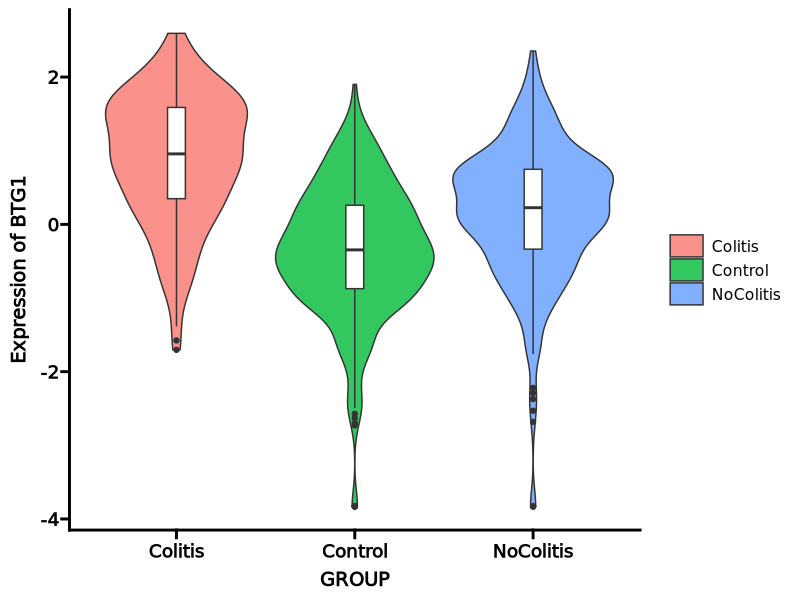 Expression of BTG1
2
0
-2
-4
Colitis
Control
NoColitis
GROUP
Colitis
Control
NoColitis